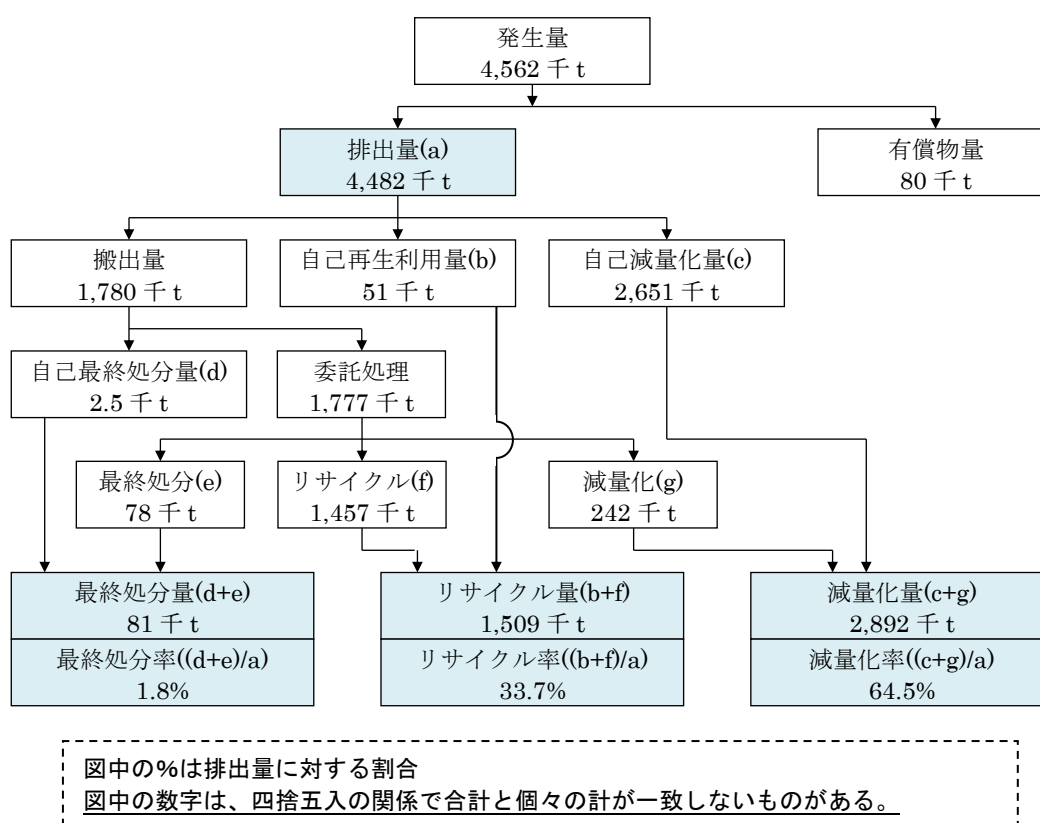 発生量
4,562 千 t
排出量(a)
4,482 千 t
有償物量
80 千 t
搬出量
1,780 千 t
自己再生利用量(b)
51 千 t
自己減量化量(c)
2,651 千 t
自己最終処分量(d)
2.5 千 t
委託処理
1,777 千 t
最終処分(e)
78 千 t
リサイクル(f)
1,457 千 t
減量化(g)
242 千 t
最終処分量(d+e)
81 千 t
最終処分率((d+e)/a)
1.8%
リサイクル量(b+f)
1,509 千 t
リサイクル率((b+f)/a)
33.7%
減量化量(c+g)
2,892 千 t
減量化率((c+g)/a)
64.5%
図中の%は排出量に対する割合
図中の数字は、四捨五入の関係で合計と個々の計が一致しないものがある。